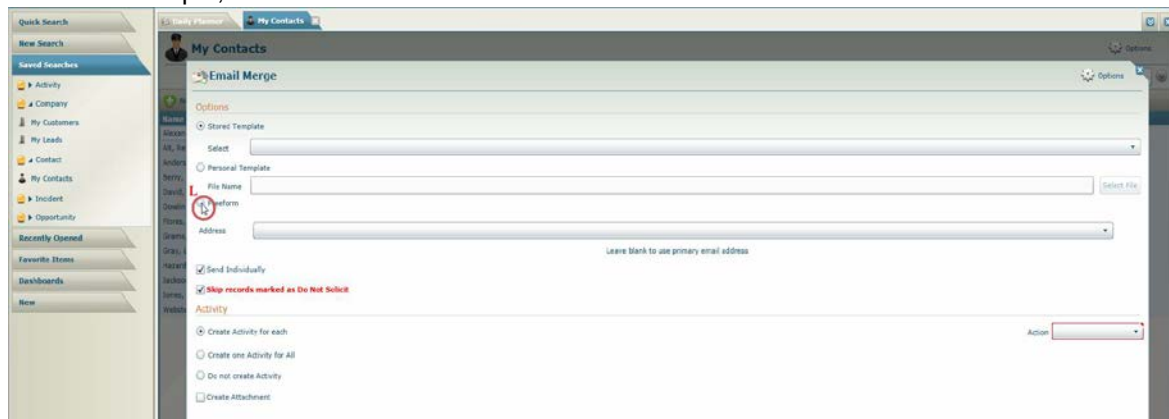 Quick Search
New Search
Saved Searches
Activity
Company
My Customers
My Leads
Contact
My Contacts
Incident
Opportunity
Recently Opened
Favorite Items
Dashboards
New
Daily Planner
My Contacts
My Contacts
Options
Email Merge
Options
Options
Stored Template
Select
Personal Template
File Name
Select File
L
Freeform
Address
Leave blank to use primary email address
Send Individually
Skip records marked as Do Not Solicit
Activity
Create Activity for each
Action
Create one Activity for All
Do not create Activity
Create Attachment
Name